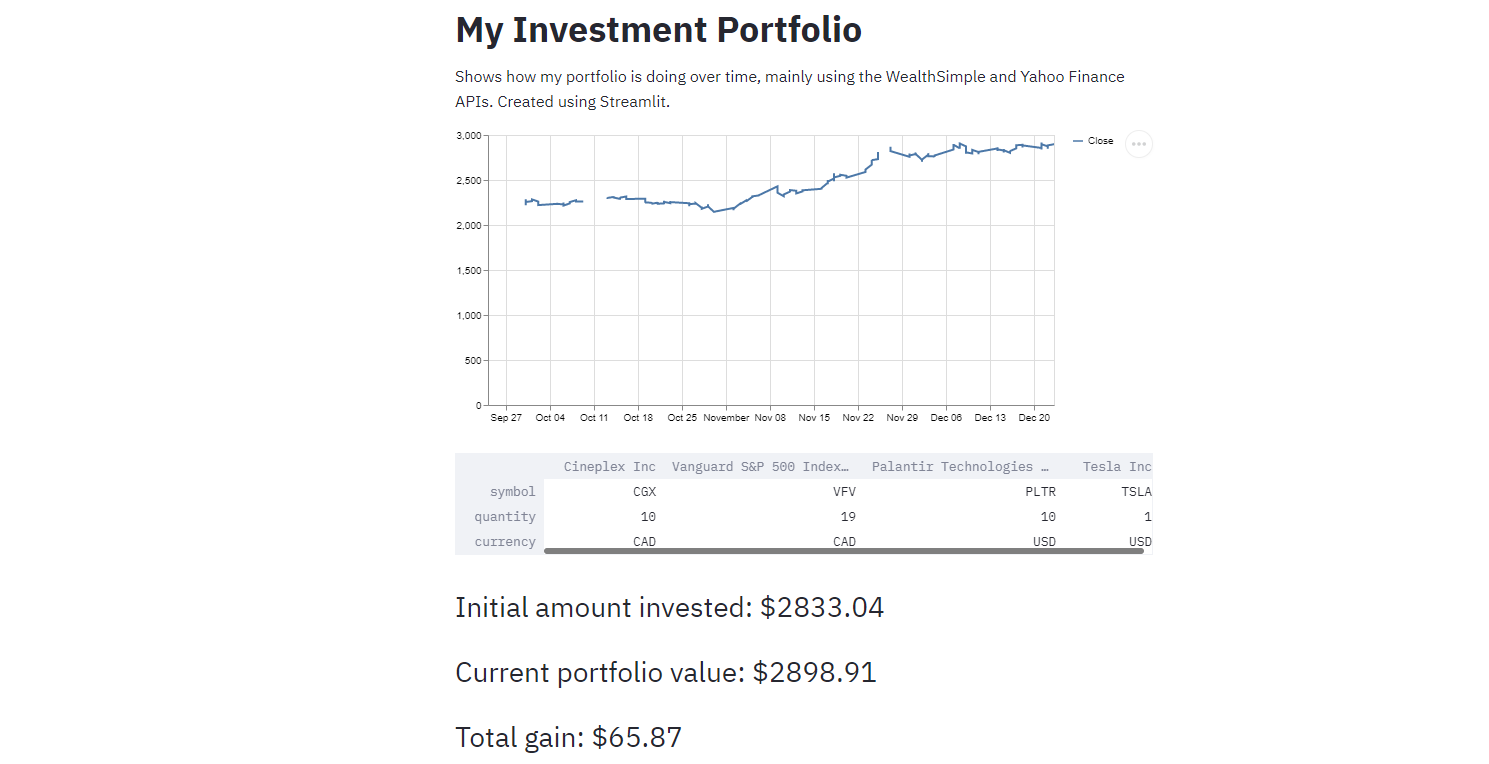 My Investment Portfolio
Shows how my portfolio is doing over time, mainly using the WealthSimple and Yahoo Finance
APIs. Created using Streamlit.
3,000
2,500
2,000
1,500
1,000
500
0
Close
Sep 27 Oct 04 Oct 11 Oct 18 Oct 25 November Nov 08 Nov 15 Nov 22 Nov 29 Dec 06 Dec 13 Dec 20
Cineplex Inc Vanguard S&P 500 Index… Palantir Technologies … Tesla Inc
symbol CGX VFV PLTR TSLA
quantity 10 19 10 1
currency CAD CAD USD USD
Initial amount invested: $2833.04
Current portfolio value: $2898.91
Total gain: $65.87